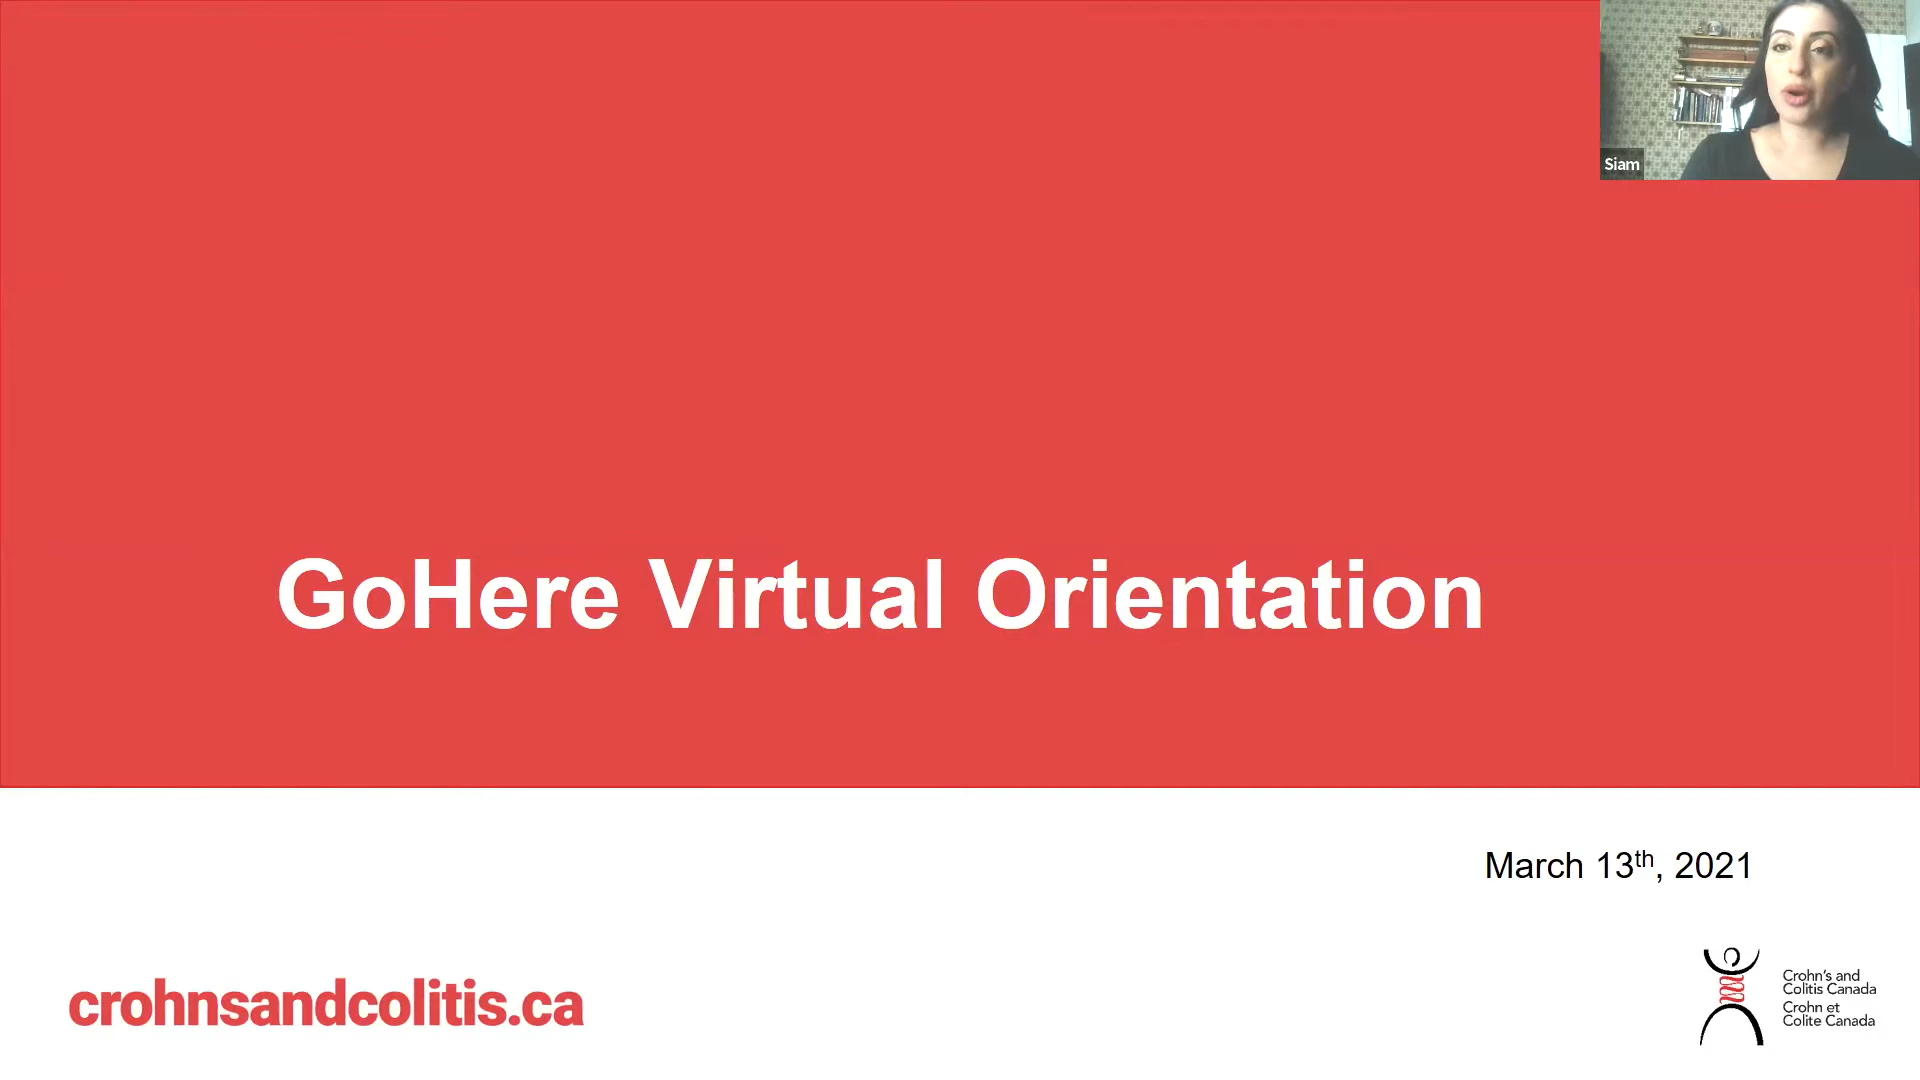 Siam
GoHere Virtual Orientation
March 13th, 2021
crohnsandcolitis.ca
Crohn's and
Colitis Canada
Crohn et
Colite Canada